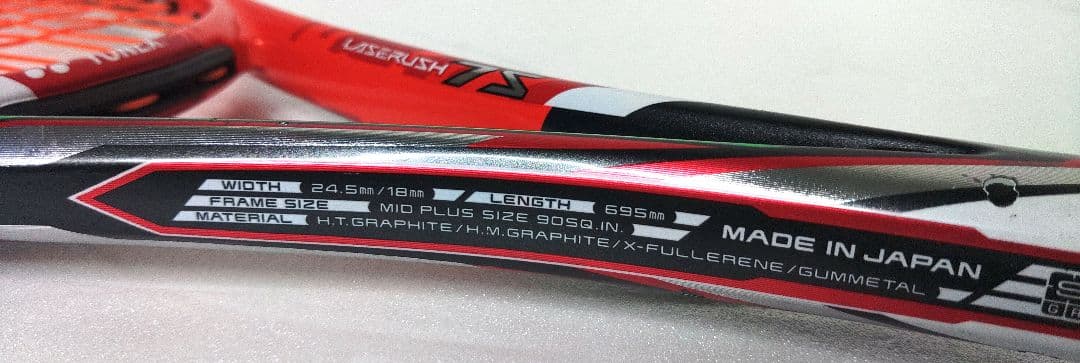 YONEX
LASERUSH 7S
WIDTH 24.5mm/18mm LENGTH 695mm
FRAME SIZE MID PLUS SIZE 90SQ.IN.
MATERIAL H.T.GRAPHITE/H.M.GRAPHITE/X-FULLERENE/GUMMETAL
MADE IN JAPAN